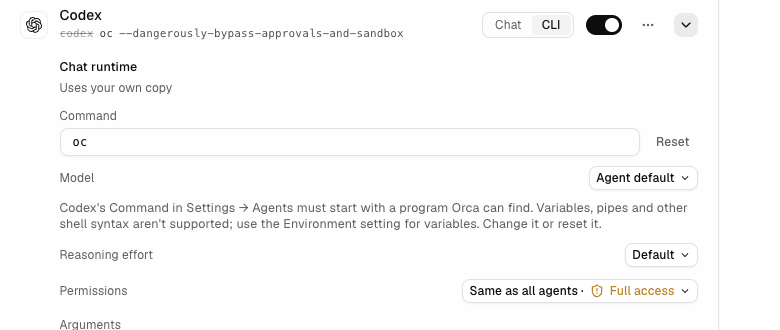 Codex
codex oc --dangerously-bypass-approvals-and-sandbox
Chat CLI
Chat runtime
Uses your own copy
Command
oc
Reset
Model
Agent default
Codex's Command in Settings → Agents must start with a program Orca can find. Variables, pipes and other
shell syntax aren't supported; use the Environment setting for variables. Change it or reset it.
Reasoning effort
Default
Permissions
Same as all agents · Full access
Arguments